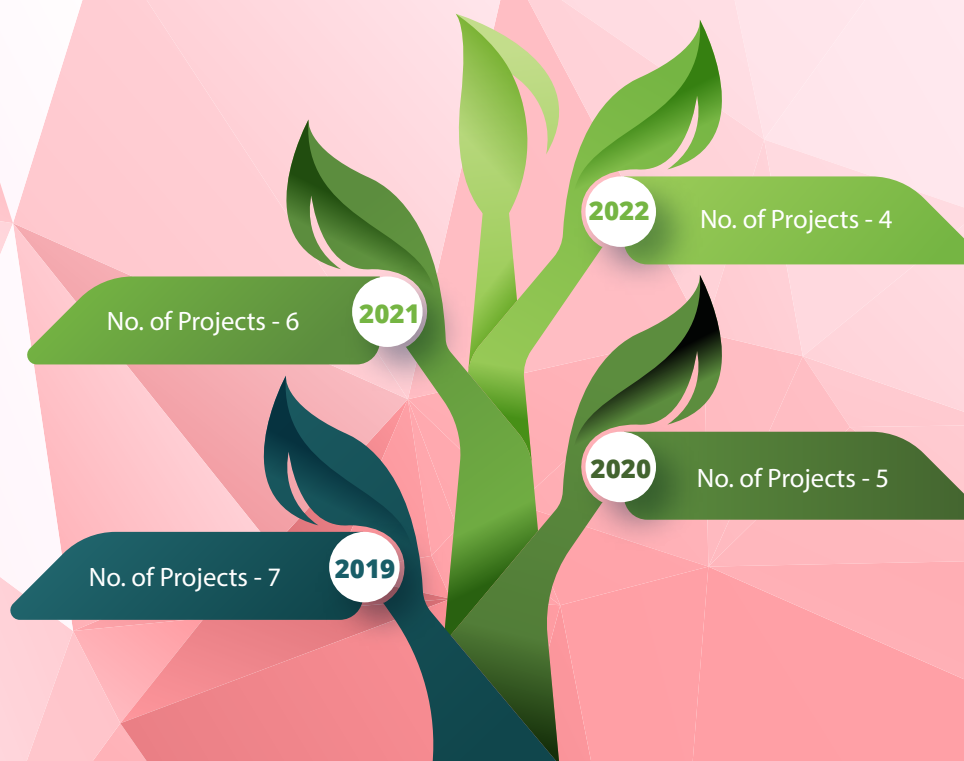 2022
No. of Projects - 4
No. of Projects - 6
2021
2020
No. of Projects - 5
No. of Projects - 7
2019